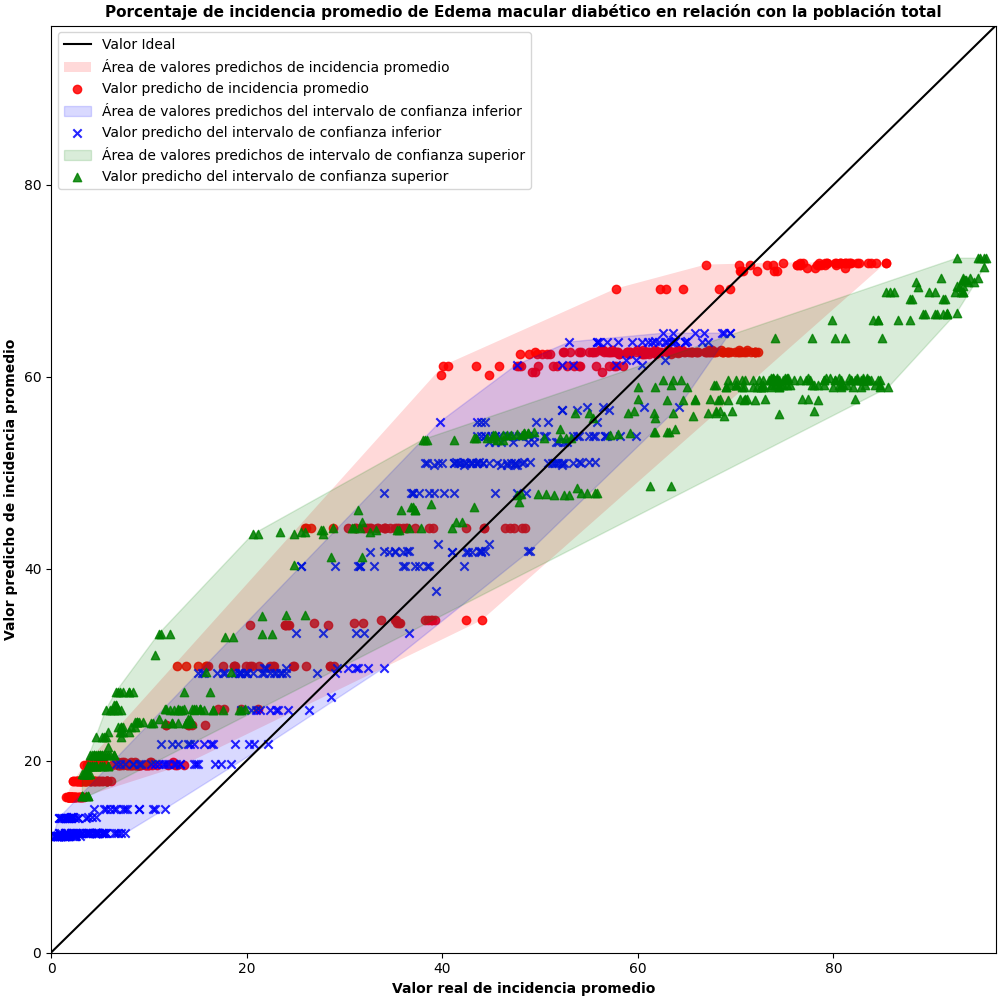 Porcentaje de incidencia promedio de Edema macular diabético en relación con la población total
Valor Ideal
Área de valores predichos de incidencia promedio
Valor predicho de incidencia promedio
Área de valores predichos del intervalo de confianza inferior
Valor predicho del intervalo de confianza inferior
Área de valores predichos de intervalo de confianza superior
Valor predicho del intervalo de confianza superior
Valor predicho de incidencia promedio
80
60
40
20
0
0 20 40 60 80
Valor real de incidencia promedio